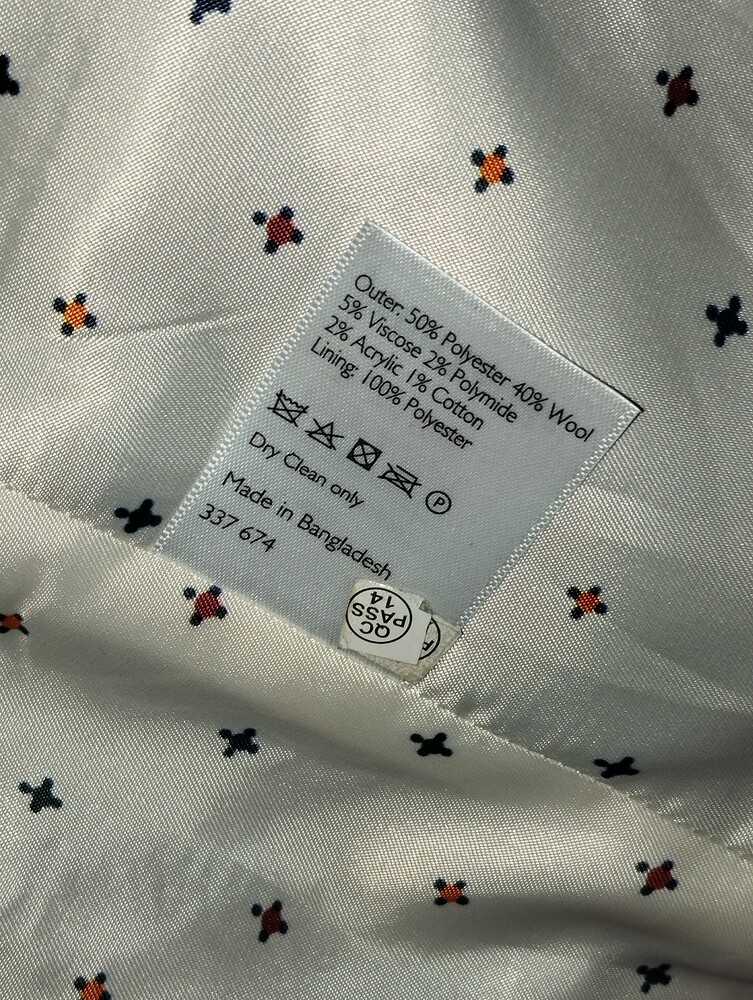 Outer: 50% Polyester 40% Wool
5% Viscose 2% Polymide
2% Acrylic 1% Cotton
Lining: 100% Polyester
P
Dry Clean only
Made in Bangladesh
337 674
QC
PASS
14